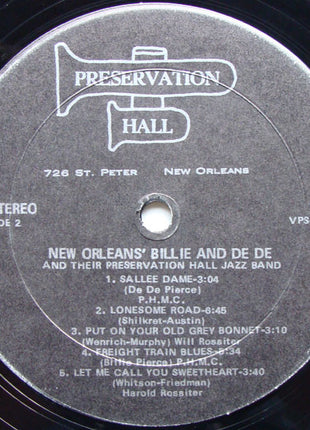 PRESERVATION
HALL
726 ST. PETER NEW ORLEANS
STEREO
SIDE 2
VPS
NEW ORLEANS' BILLIE AND DE DE
AND THEIR PRESERVATION HALL JAZZ BAND
1. SALLEE DAME-3:04
(De De Pierce)
P.H.M.C.
2. LONESOME ROAD-6:45
(Shilkret-Austin)
3. PUT ON YOUR OLD GREY BONNET-3:10
(Wenrich-Murphy) Will Rossiter
4. FREIGHT TRAIN BLUES-5:34
(Billie Pierce) P.H.M.C.
5. LET ME CALL YOU SWEETHEART-3:40
(Whitson-Friedman)
Harold Rossiter